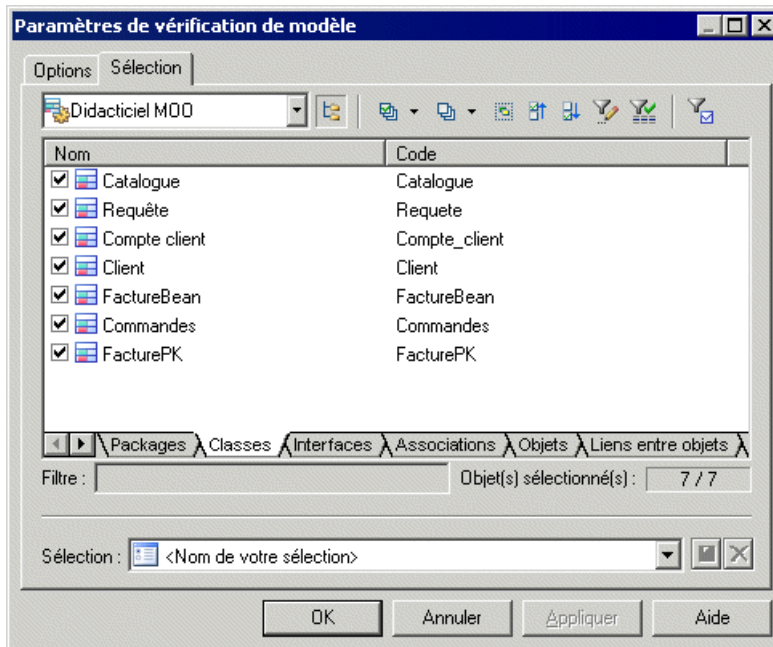 Paramètres de vérification de modèle
Options Sélection
Didacticiel MOO
Nom Code
Catalogue Catalogue
Requête Requete
Compte client Compte_client
Client Client
FactureBean FactureBean
Commandes Commandes
FacturePK FacturePK
Packages Classes Interfaces Associations Objets Liens entre objets
Filtre : Objet(s) sélectionné(s) : 7 / 7
Sélection : <Nom de votre sélection>
OK Annuler Appliquer Aide